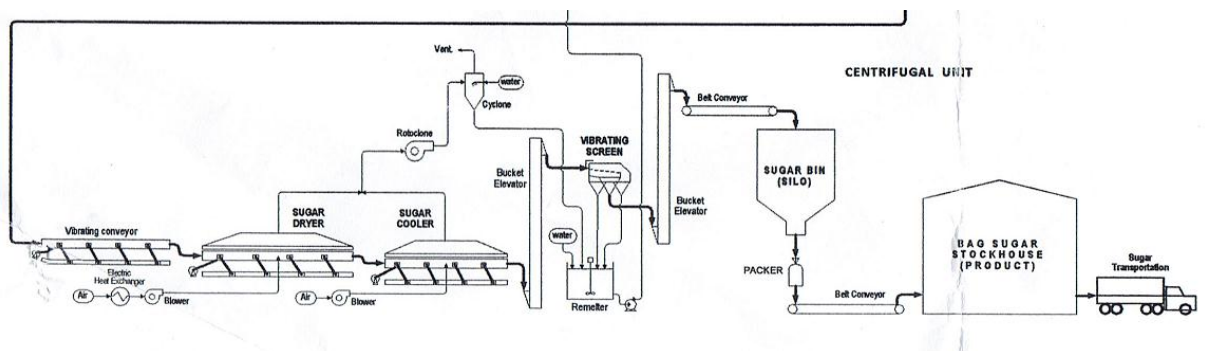 Vent.
water
CENTRIFUGAL UNIT
Cyclone
Belt Conveyor
Rotoclone
VIBRATING
SCREEN
Bucket
Elevator
SUGAR BIN
(SILO)
Bucket
Elevator
SUGAR
DRYER
SUGAR
COOLER
Vibrating conveyor
water
BAG SUGAR
STOCKHOUSE
(PRODUCT)
Sugar
Transportation
PACKER
Electric
Heat Exchanger
Air
Blower
Air
Blower
Remelter
Belt Conveyor